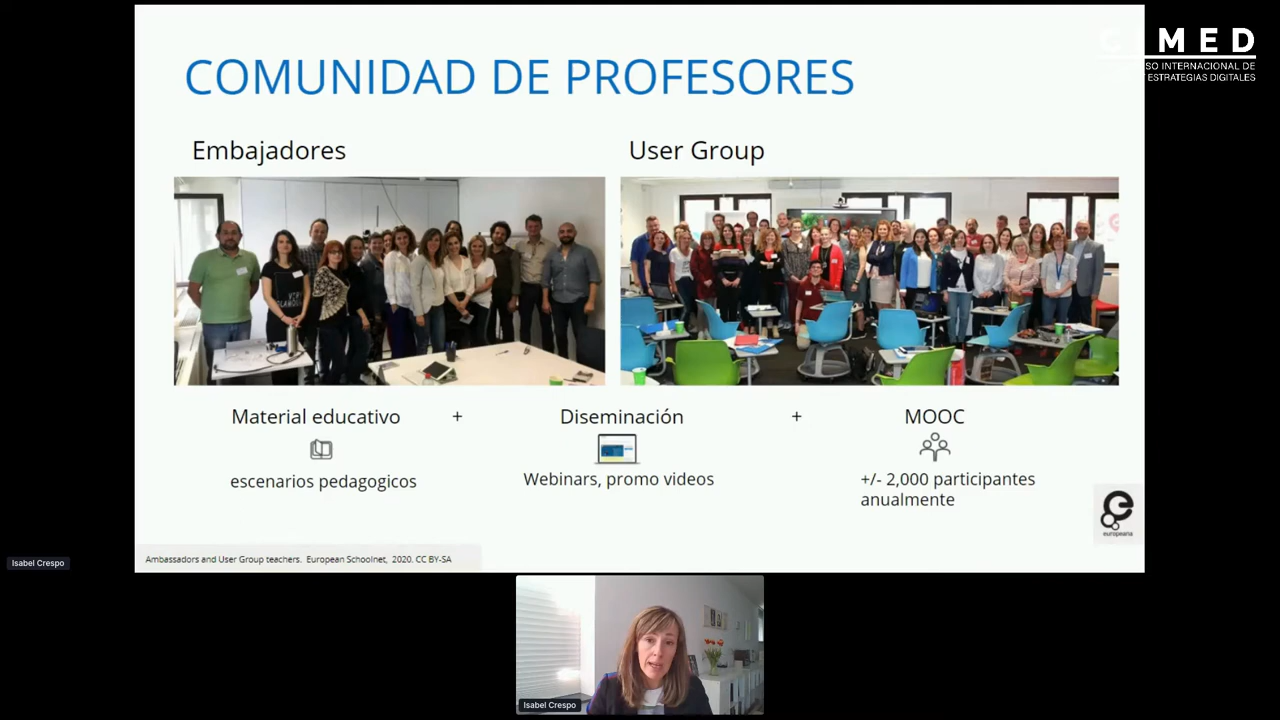 COMUNIDAD DE PROFESORES
C MED
SO INTERNACIONAL DE
ESTRATEGIAS DIGITALES
Embajadores
User Group
Material educativo + Diseminación + MOOC
escenarios pedagogicos
Webinars, promo videos
+/- 2,000 participantes
anualmente
europeana
Ambassadors and User Group teachers. European Schoolnet, 2020. CC BY-SA
Isabel Crespo
Isabel Crespo